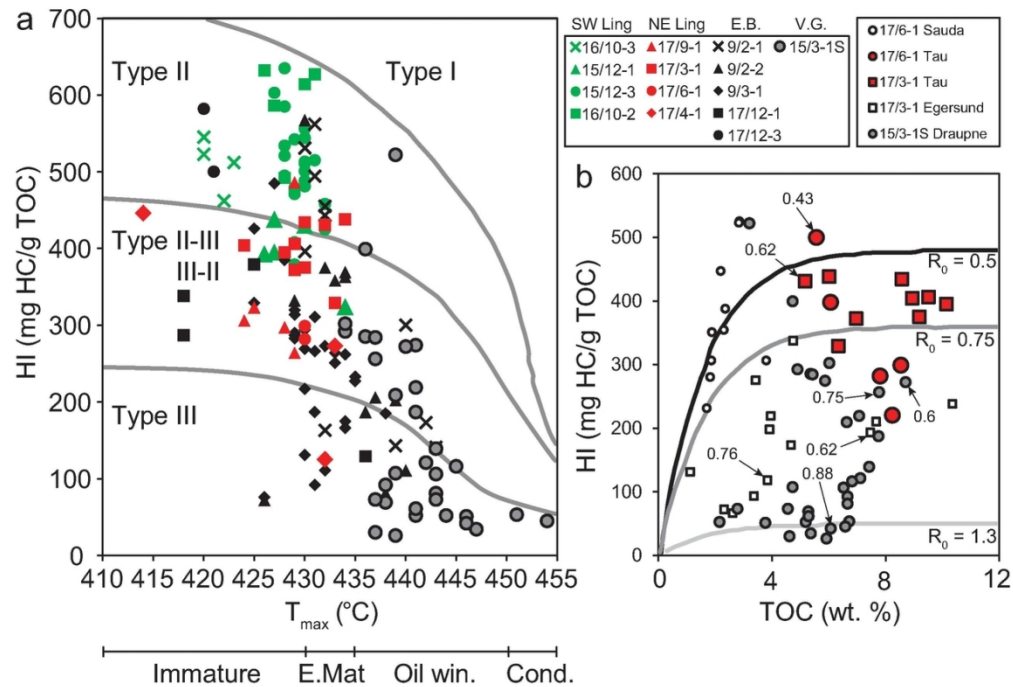 a
HI (mg HC/g TOC)
700
600
500
400
300
200
100
0
Type II
Type I
Type II-III
III-II
Type III
410 415 420 425 430 435 440 445 450 455
Tmax (°C)
Immature E.Mat Oil win. Cond.
SW Ling NE Ling E.B. V.G.
16/10-3 17/9-1 9/2-1 15/3-1S
15/12-1 17/3-1 9/2-2
15/12-3 17/6-1 9/3-1
16/10-2 17/4-1 17/12-1
17/12-3
17/6-1 Sauda
17/6-1 Tau
17/3-1 Tau
17/3-1 Egersund
15/3-1S Draupne
b
HI (mg HC/g TOC)
600
500
400
300
200
100
0
0.43
0.62
R0 = 0.5
R0 = 0.75
0.75
0.6
0.62
0.76
0.88
R0 = 1.3
0 4 8 12
TOC (wt. %)